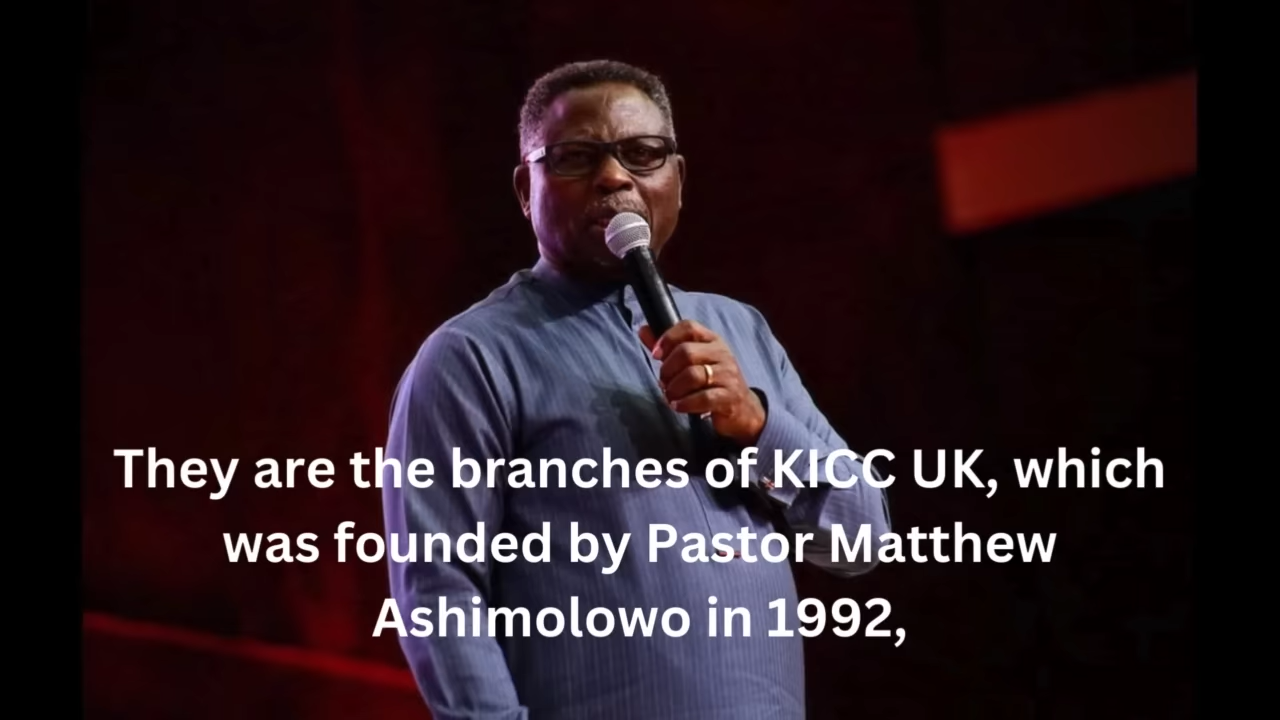 They are the branches of KICC UK, which
was founded by Pastor Matthew
Ashimolowo in 1992,